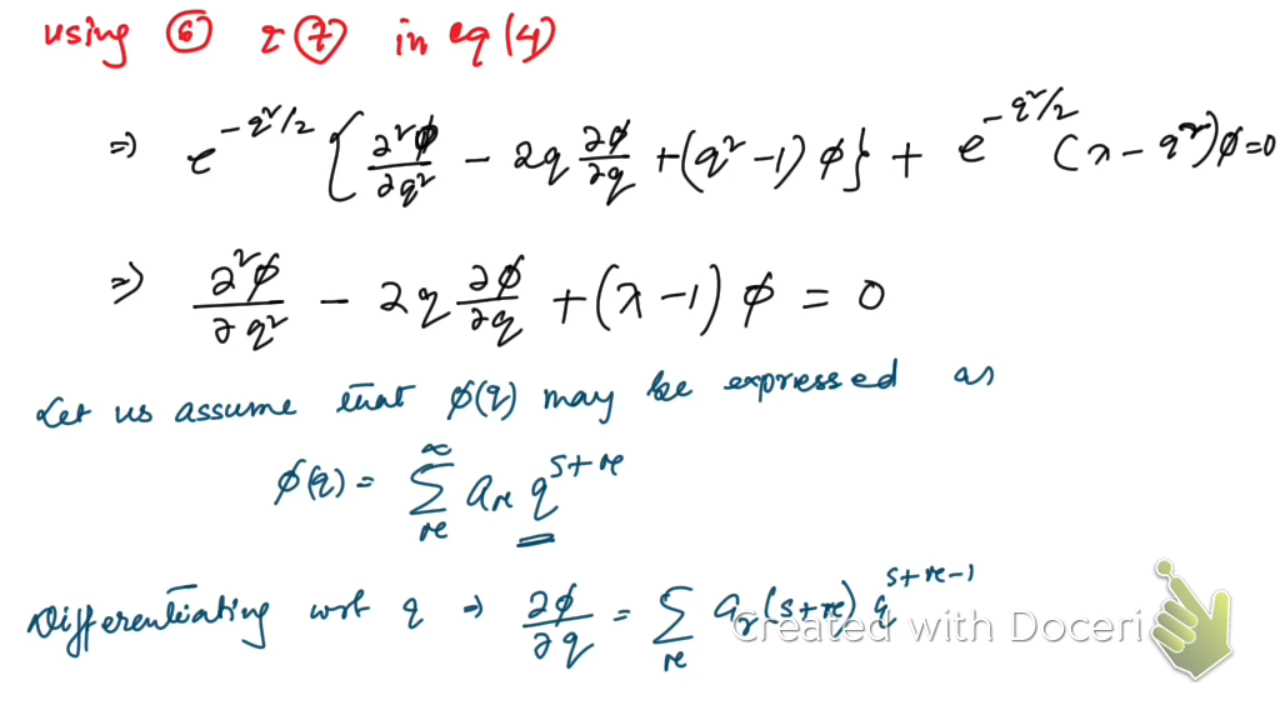 using ⑥ & ⑦ in eq (4)
⇒ e^{-q²/2} { ∂²φ/∂q² - 2q ∂φ/∂q + (q² - 1) φ } + e^{-q²/2} (λ - q²) φ = 0
⇒ ∂²φ/∂q² - 2q ∂φ/∂q + (λ - 1) φ = 0
Let us assume that φ(q) may be expressed as
φ(q) = ∑_r^∞ a_r q^{s+r}
Differentiating wrt q ⇒ ∂φ/∂q = ∑_r a_r (s+r) q^{s+r-1}
Created with Doceri